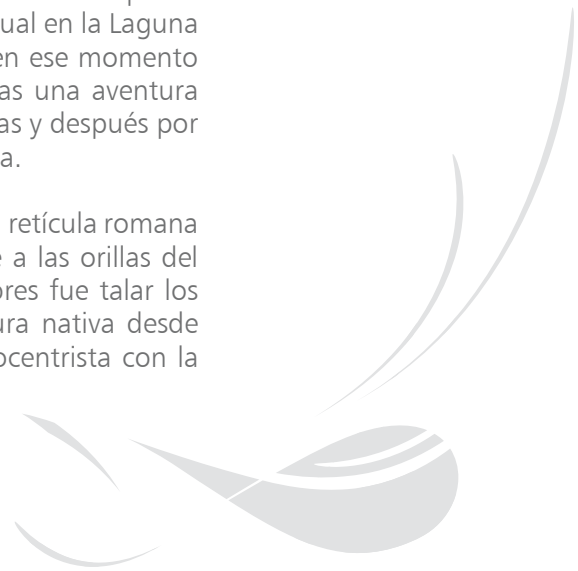 ual en la Laguna
en ese momento
as una aventura
as y después por
a.
retícula romana
a las orillas del
ores fue talar los
ura nativa desde
ocentrista con la